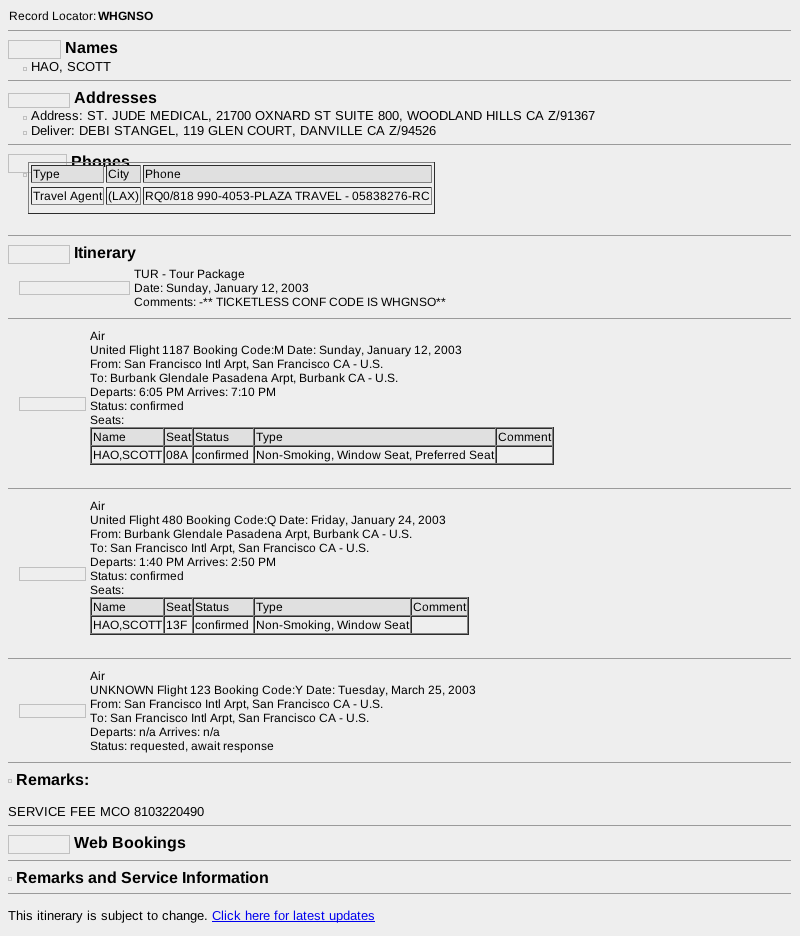 Record Locator: WHGNSO
Names
HAO, SCOTT
Addresses
Address: ST. JUDE MEDICAL, 21700 OXNARD ST SUITE 800, WOODLAND HILLS CA Z/91367
Deliver: DEBI STANGEL, 119 GLEN COURT, DANVILLE CA Z/94526
Phones
Type City Phone
Travel Agent (LAX) RQ0/818 990-4053-PLAZA TRAVEL - 05838276-RC
Itinerary
TUR - Tour Package
Date: Sunday, January 12, 2003
Comments: -** TICKETLESS CONF CODE IS WHGNSO**
Air
United Flight 1187 Booking Code:M Date: Sunday, January 12, 2003
From: San Francisco Intl Arpt, San Francisco CA - U.S.
To: Burbank Glendale Pasadena Arpt, Burbank CA - U.S.
Departs: 6:05 PM Arrives: 7:10 PM
Status: confirmed
Seats:
Name Seat Status Type Comment
HAO,SCOTT 08A confirmed Non-Smoking, Window Seat, Preferred Seat
Air
United Flight 480 Booking Code:Q Date: Friday, January 24, 2003
From: Burbank Glendale Pasadena Arpt, Burbank CA - U.S.
To: San Francisco Intl Arpt, San Francisco CA - U.S.
Departs: 1:40 PM Arrives: 2:50 PM
Status: confirmed
Seats:
Name Seat Status Type Comment
HAO,SCOTT 13F confirmed Non-Smoking, Window Seat
Air
UNKNOWN Flight 123 Booking Code:Y Date: Tuesday, March 25, 2003
From: San Francisco Intl Arpt, San Francisco CA - U.S.
To: San Francisco Intl Arpt, San Francisco CA - U.S.
Departs: n/a Arrives: n/a
Status: requested, await response
Remarks:
SERVICE FEE MCO 8103220490
Web Bookings
Remarks and Service Information
This itinerary is subject to change. Click here for latest updates